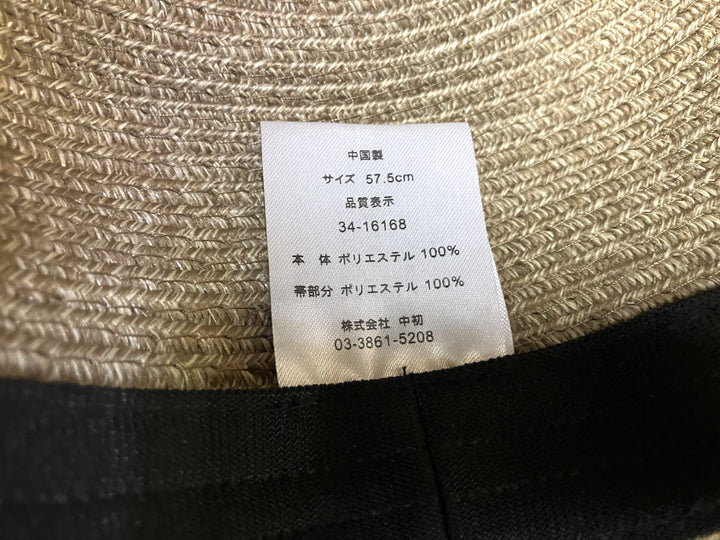 中国製
サイズ 57.5cm
品質表示
34-16168
本 体 ポリエステル 100%
帯部分 ポリエステル 100%
株式会社 中初
03-3861-5208